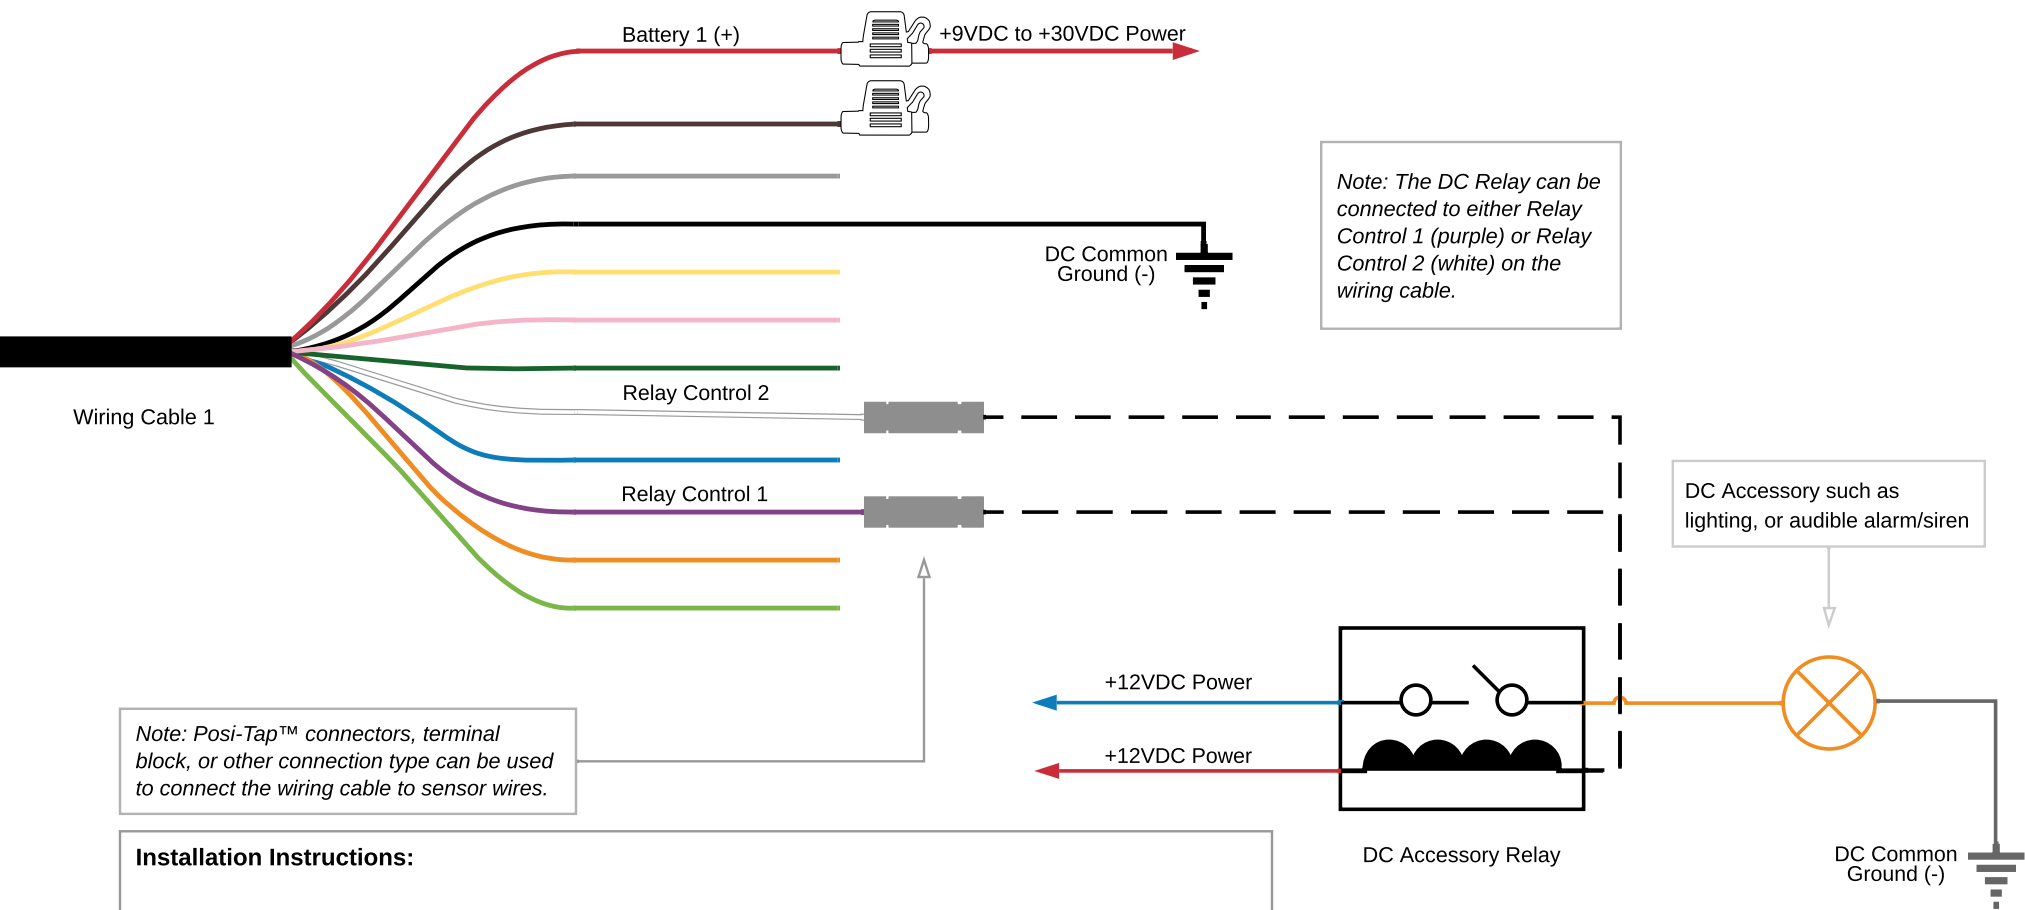 Battery 1 (+)
+9VDC to +30VDC Power
Note: The DC Relay can be
connected to either Relay
Control 1 (purple) or Relay
Control 2 (white) on the
wiring cable.
DC Common
Ground (-)
Relay Control 2
Wiring Cable 1
Relay Control 1
DC Accessory such as
lighting, or audible alarm/siren
+12VDC Power
Note: Posi-Tap™ connectors, terminal
block, or other connection type can be used
to connect the wiring cable to sensor wires.
+12VDC Power
Installation Instructions:
DC Accessory Relay
DC Common
Ground (-)